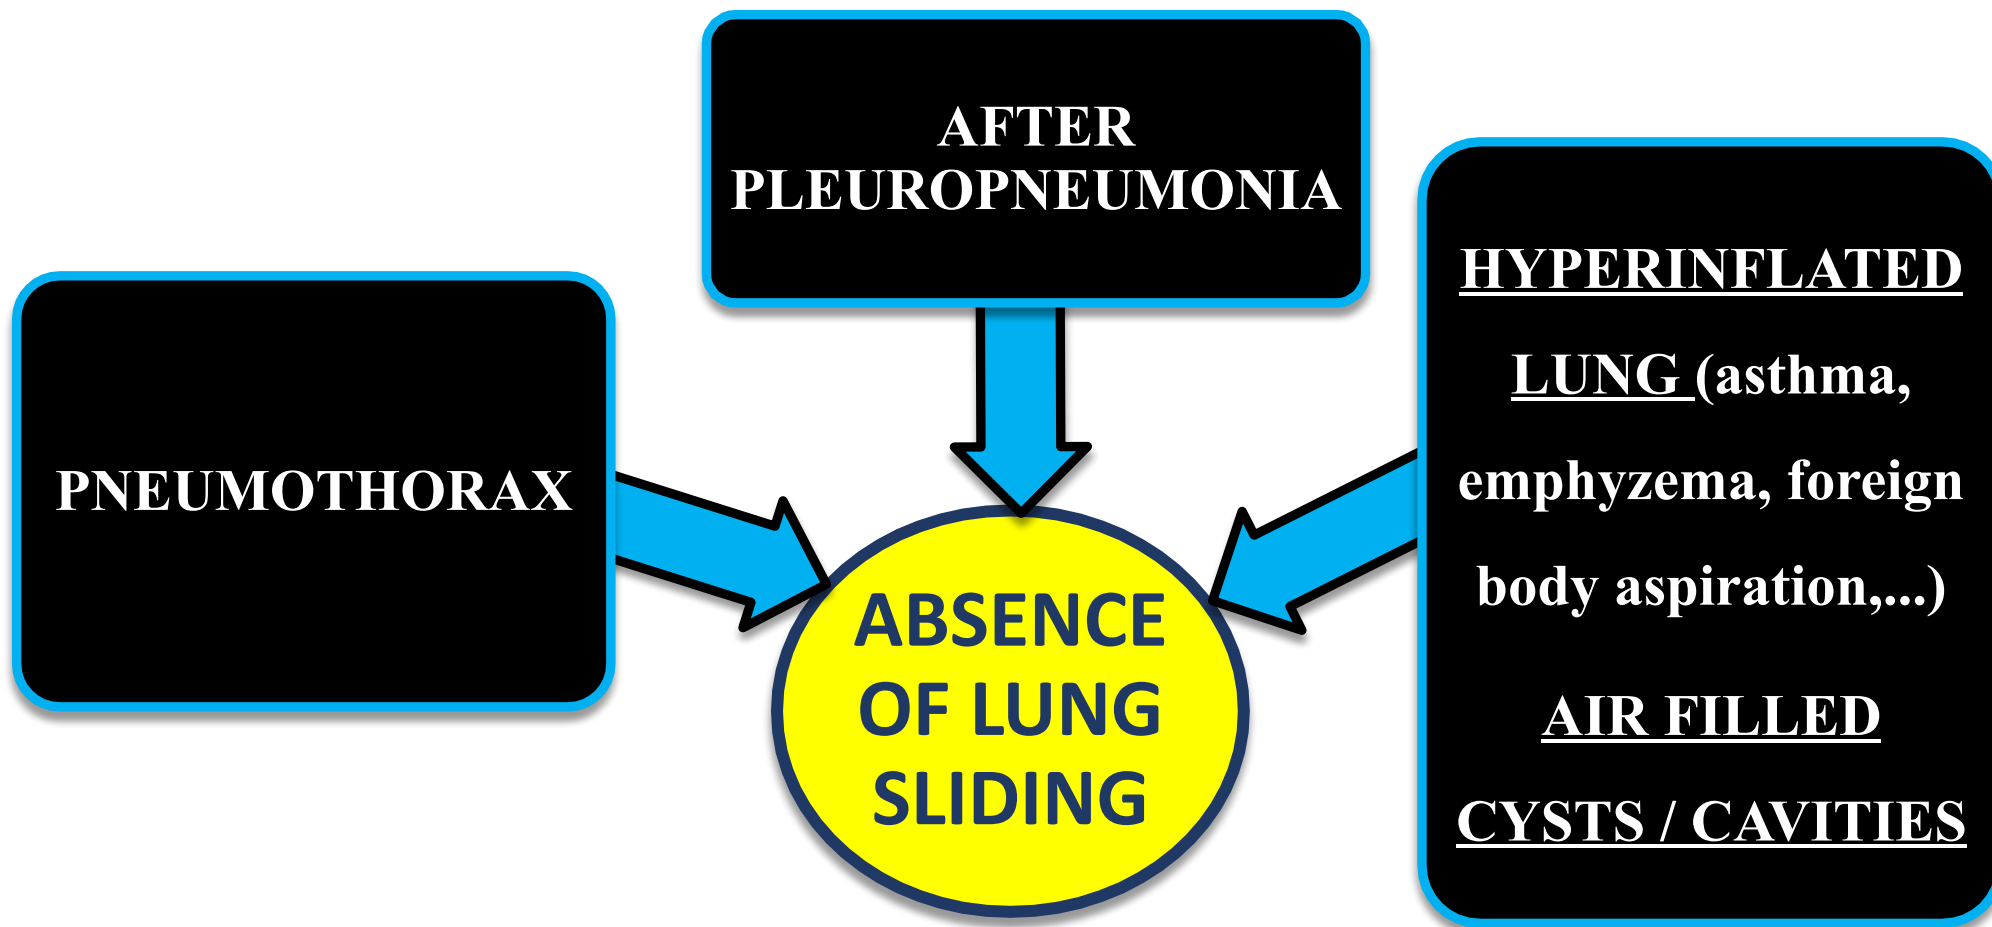 AFTER
PLEUROPNEUMONIA
PNEUMOTHORAX
HYPERINFLATED
LUNG (asthma,
emphyzema, foreign
body aspiration,...)
AIR FILLED
CYSTS / CAVITIES
ABSENCE
OF LUNG
SLIDING